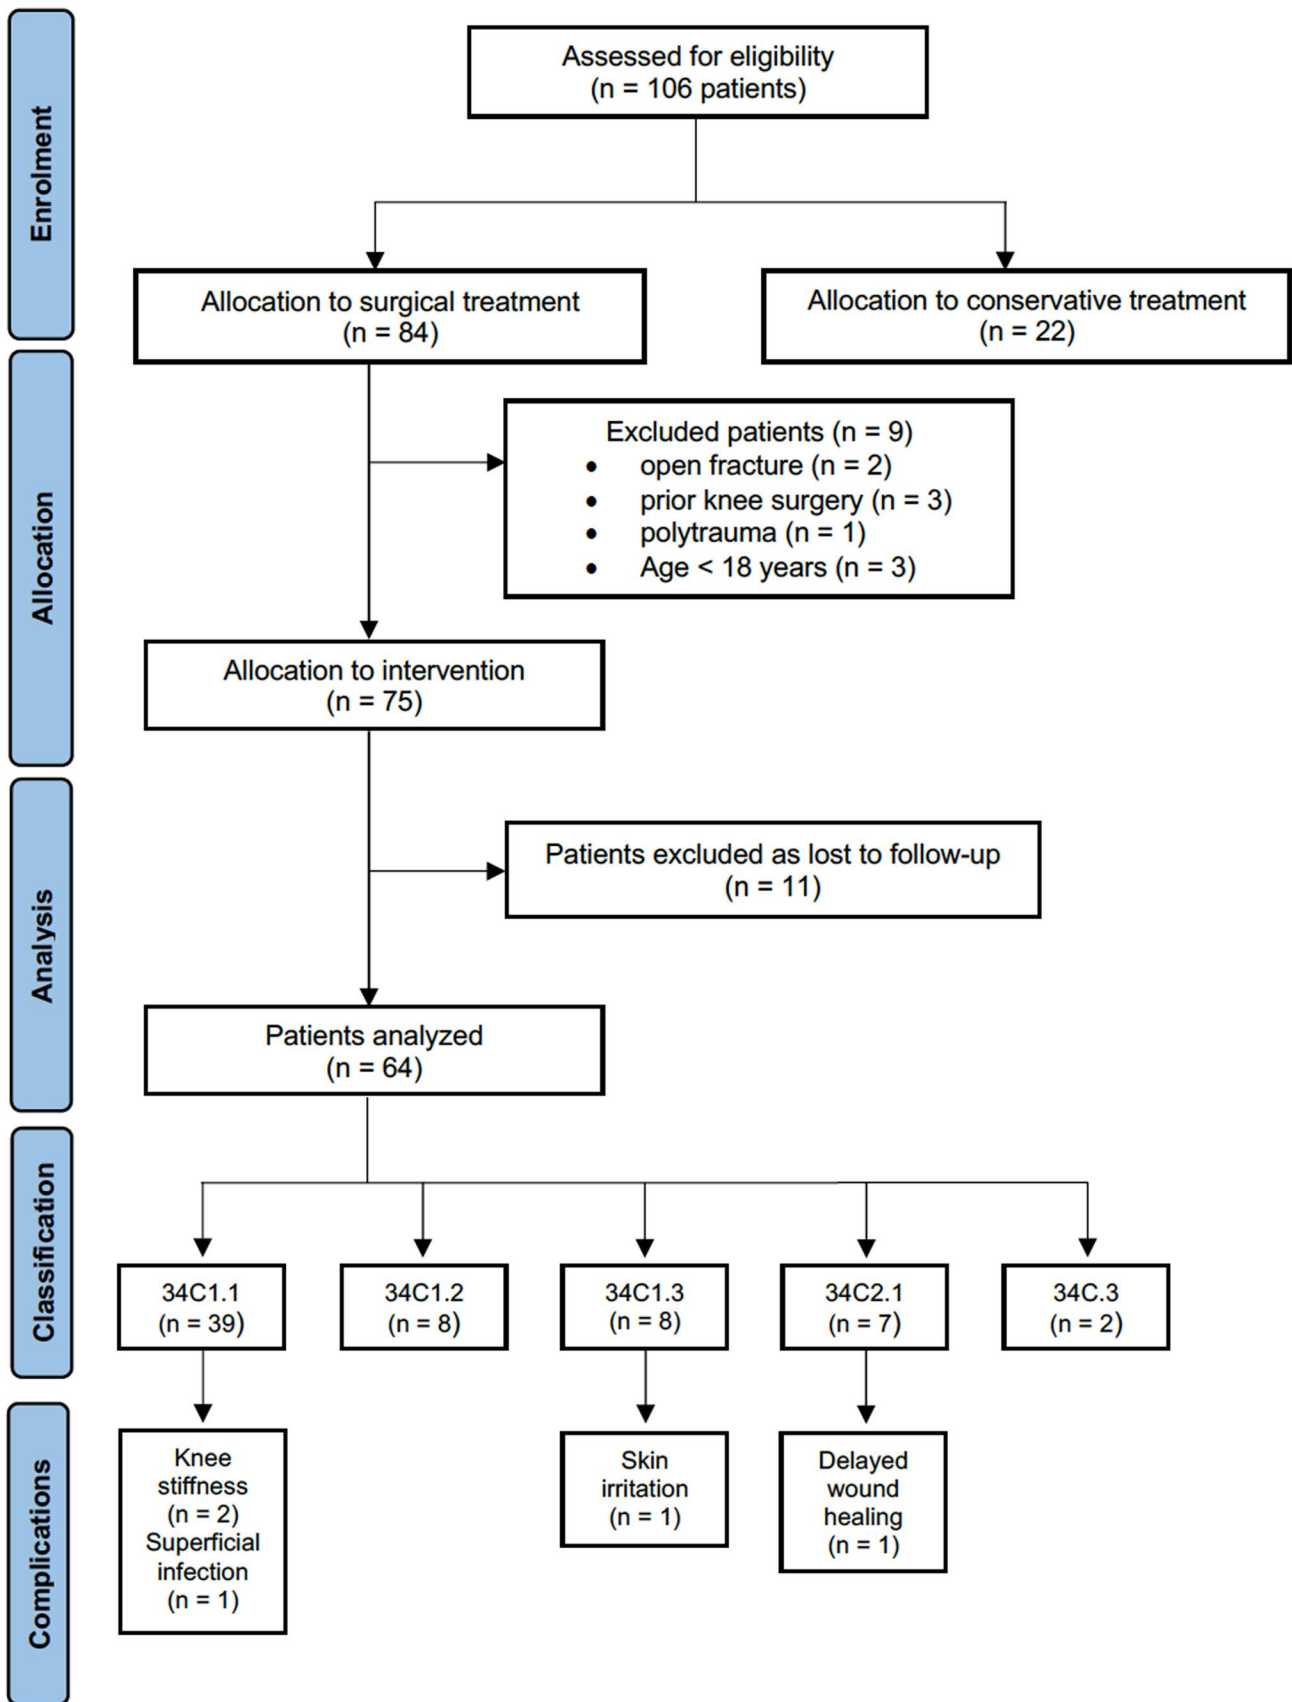 Enrolment
Assessed for eligibility
(n = 106 patients)
Allocation to surgical treatment
(n = 84)
Allocation to conservative treatment
(n = 22)
Allocation
Excluded patients (n = 9)
• open fracture (n = 2)
• prior knee surgery (n = 3)
• polytrauma (n = 1)
• Age < 18 years (n = 3)
Allocation to intervention
(n = 75)
Analysis
Patients excluded as lost to follow-up
(n = 11)
Patients analyzed
(n = 64)
Classification
34C1.1
(n = 39)
34C1.2
(n = 8)
34C1.3
(n = 8)
34C2.1
(n = 7)
34C.3
(n = 2)
Complications
Knee
stiffness
(n = 2)
Superficial
infection
(n = 1)
Skin
irritation
(n = 1)
Delayed
wound
healing
(n = 1)